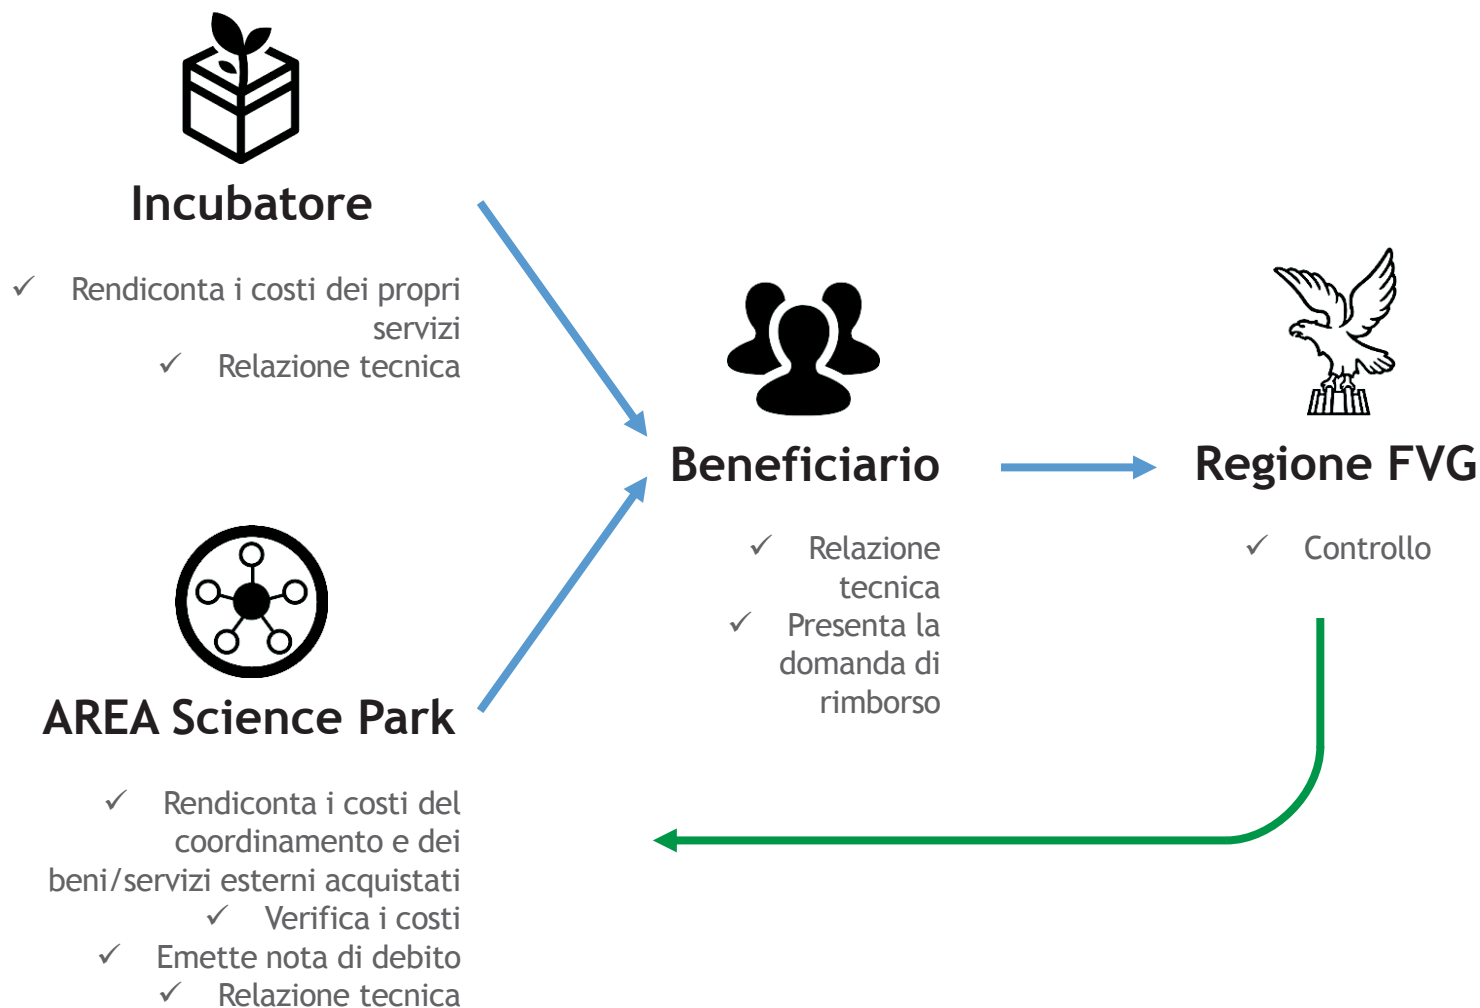 Incubatore
✓ Rendiconta i costi dei propri
servizi
✓ Relazione tecnica
AREA Science Park
✓ Rendiconta i costi del
coordinamento e dei
beni/servizi esterni acquistati
✓ Verifica i costi
✓ Emette nota di debito
✓ Relazione tecnica
Beneficiario
✓ Relazione
tecnica
✓ Presenta la
domanda di
rimborso
Regione FVG
✓ Controllo